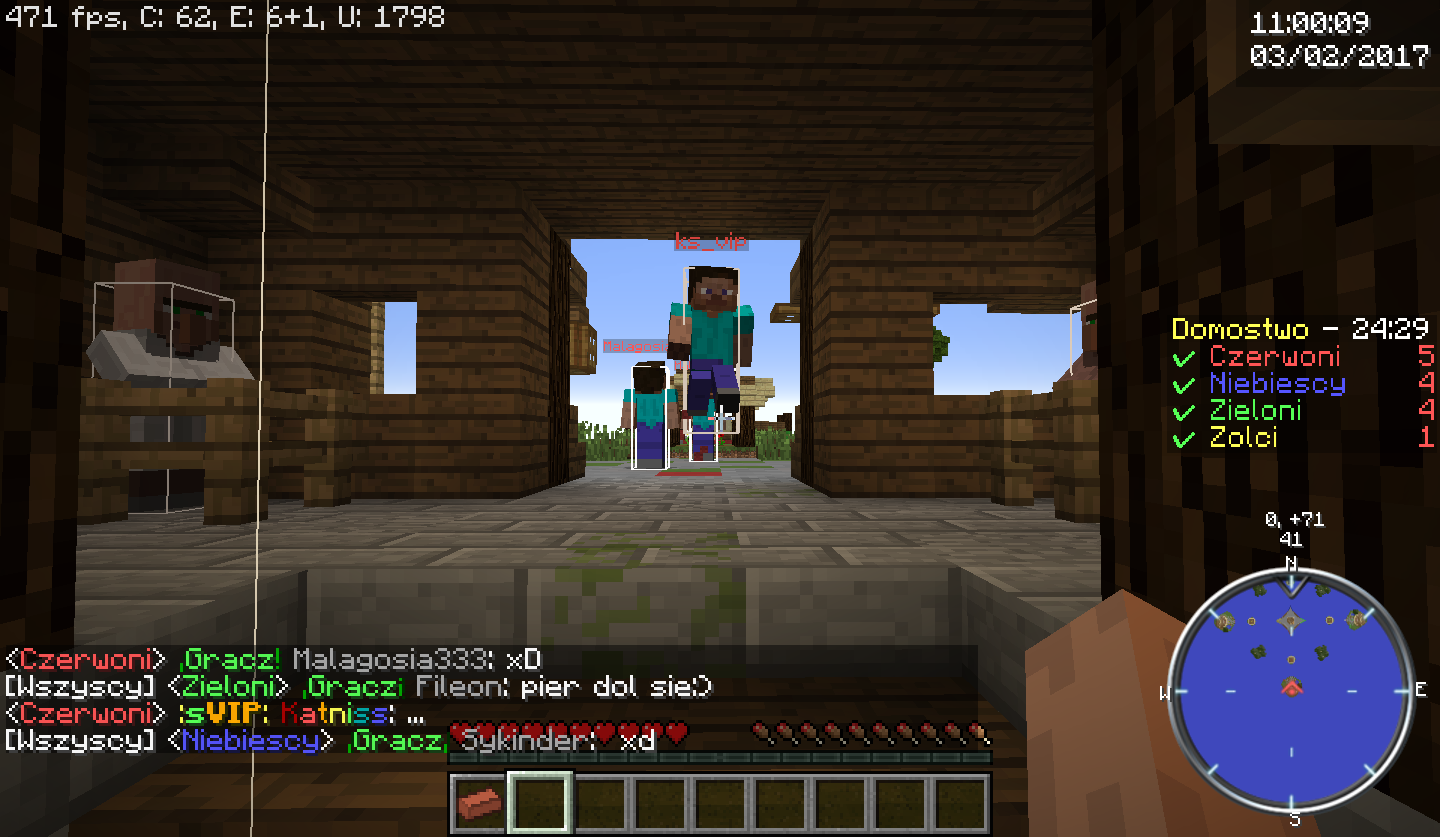 471 fps, C: 62, E: 6+1, U: 1798
11:00:09
03/02/2017
ks_vip
Malagosi
Domostwo - 24:29
✔ Czerwoni 5
✔ Niebiescy 4
✔ Zieloni 4
✔ Zolci 1
0, +71
41
N
W
E
S
<Czerwoni> ¡Gracz! Malagosia333: xD
[Wszyscy] <Zieloni> ¡Graczi Fileon: pier dol sie:)
<Czerwoni> :sVIP: Katniss: ...
[Wszyscy] <Niebiescy> ¡Gracz¡ Sykinder: xd